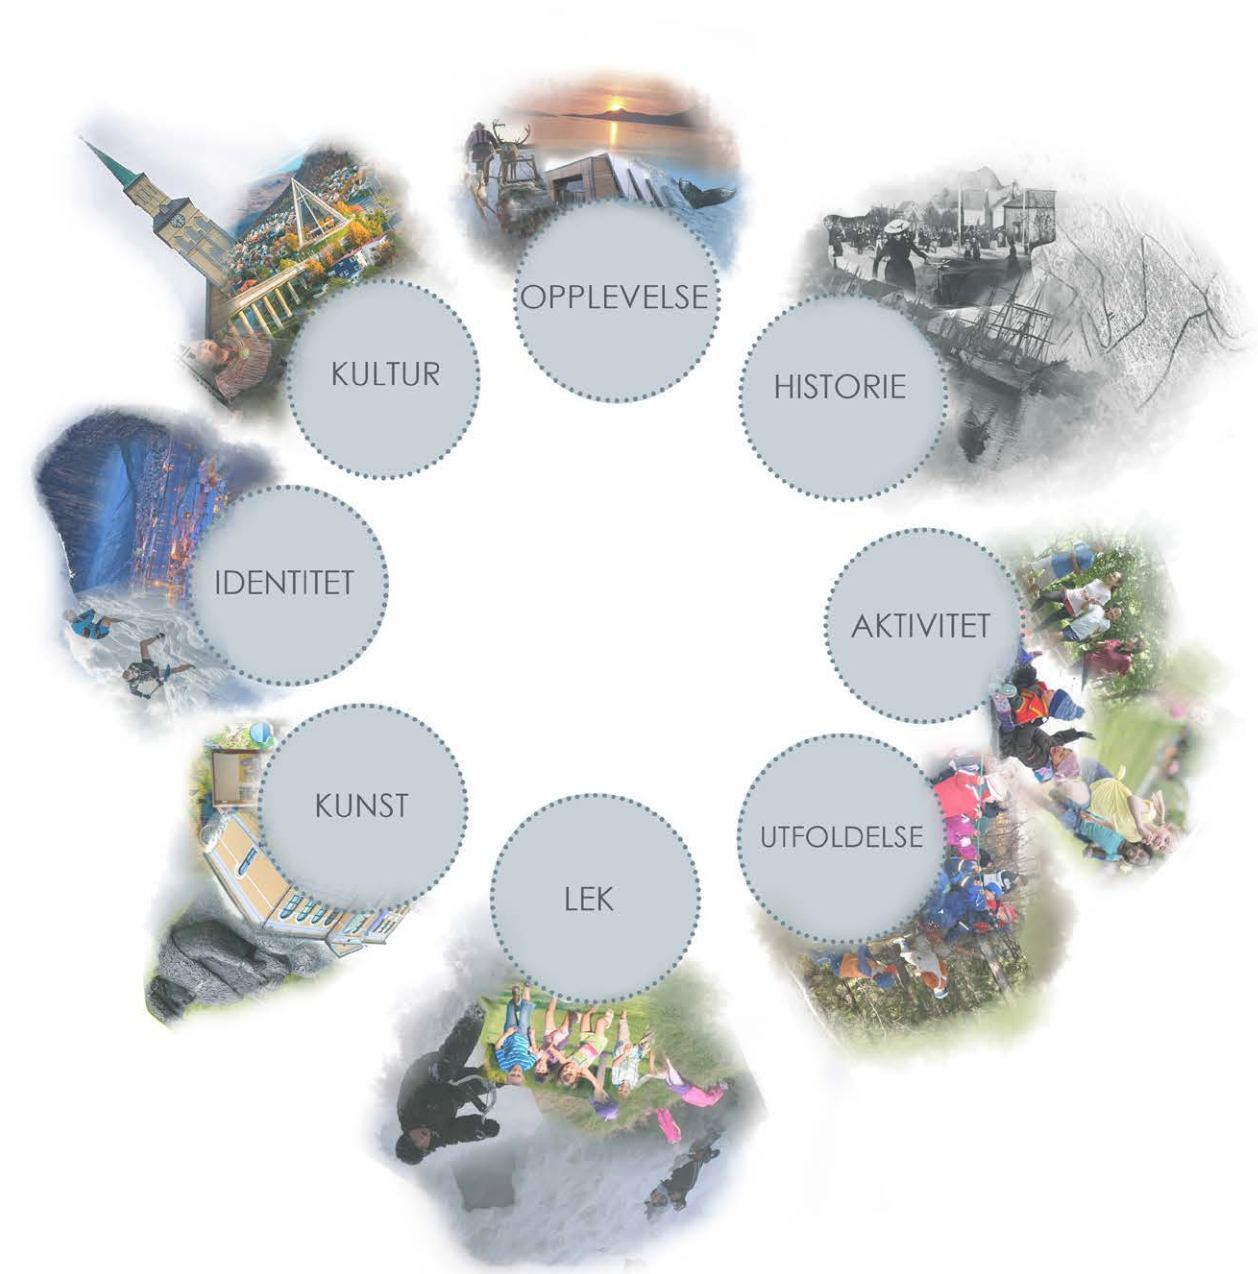 OPPLEVELSE
KULTUR
HISTORIE
IDENTITET
AKTIVITET
KUNST
UTFOLDELSE
LEK